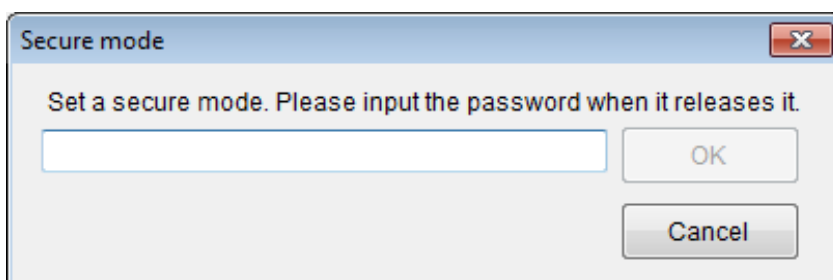 Secure mode
Set a secure mode. Please input the password when it releases it.
OK
Cancel